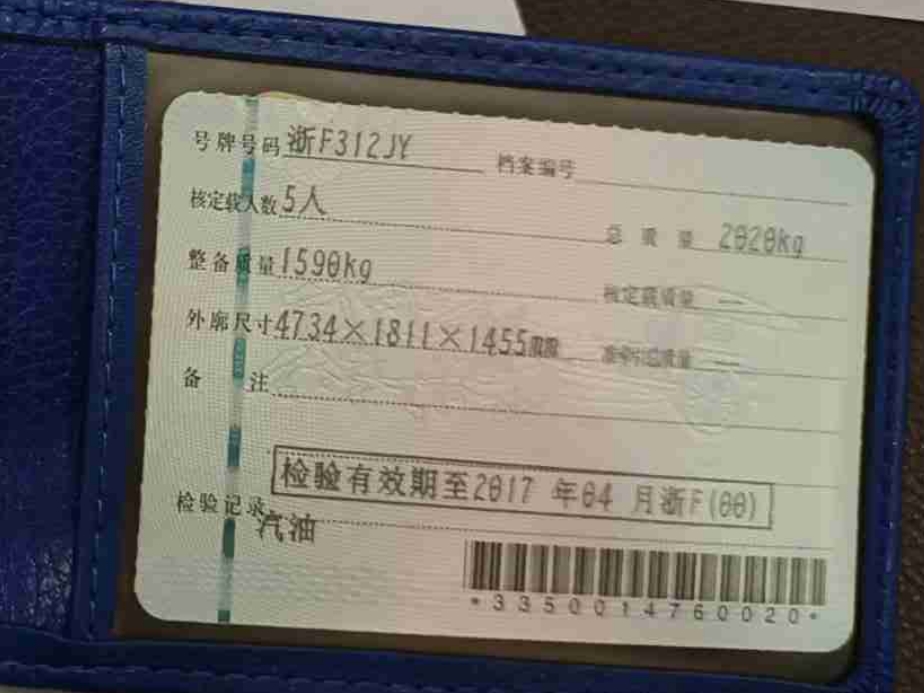 号牌号码 浙F312JY 档案编号
核定载人数 5人 总质量 2020kg
整备质量 1590kg 核定载质量 —
外廓尺寸 4734×1811×1455mm 准牵引总质量 —
备注
检验有效期至2017年04月浙F(00)
检验记录
汽油
*3350014760020*